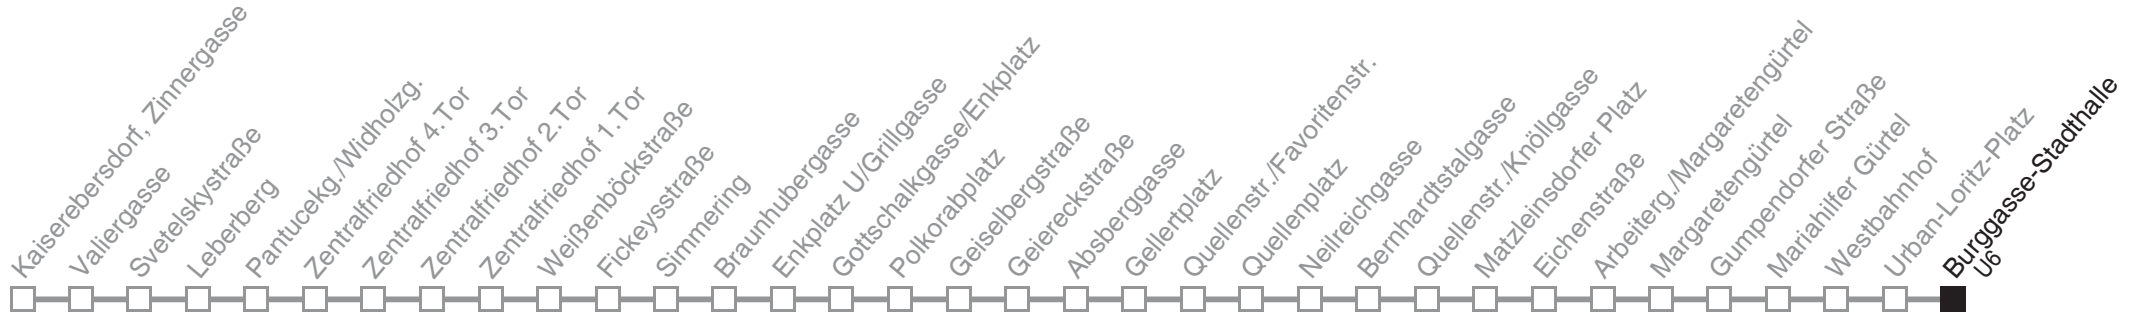 Kaiserebersdorf, Zinnergasse
Valiergasse
Svetelskystraße
Leberberg
Pantucekg./Widholzg.
Zentralfriedhof 4.Tor
Zentralfriedhof 3.Tor
Zentralfriedhof 2.Tor
Zentralfriedhof 1.Tor
Weißenböckstraße
Fickeysstraße
Simmering
Braunhubergasse
Enkplatz U/Grillgasse
Gottschalkgasse/Enkplatz
Polkorabplatz
Geiselbergstraße
Geiereckstraße
Absberggasse
Gellertplatz
Quellenstr./Favoritenstr.
Quellenplatz
Neilreichgasse
Bernhardtstalgasse
Quellenstr./Knöllgasse
Matzleinsdorfer Platz
Eichenstraße
Arbeiterg./Margaretengürtel
Margaretengürtel
Gumpendorfer Straße
Mariahilfer Gürtel
Westbahnhof
Urban-Loritz-Platz
Burggasse-Stadthalle
U6